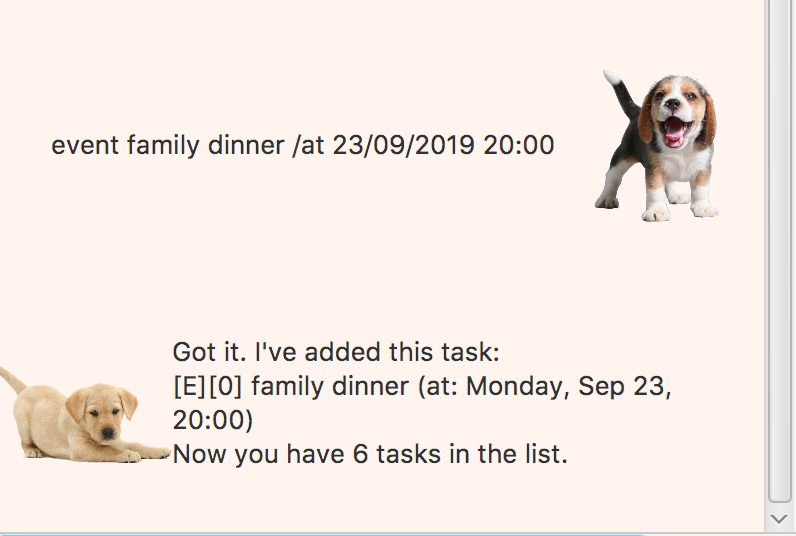 event family dinner /at 23/09/2019 20:00
Got it. I've added this task:
[E][0] family dinner (at: Monday, Sep 23,
20:00)
Now you have 6 tasks in the list.